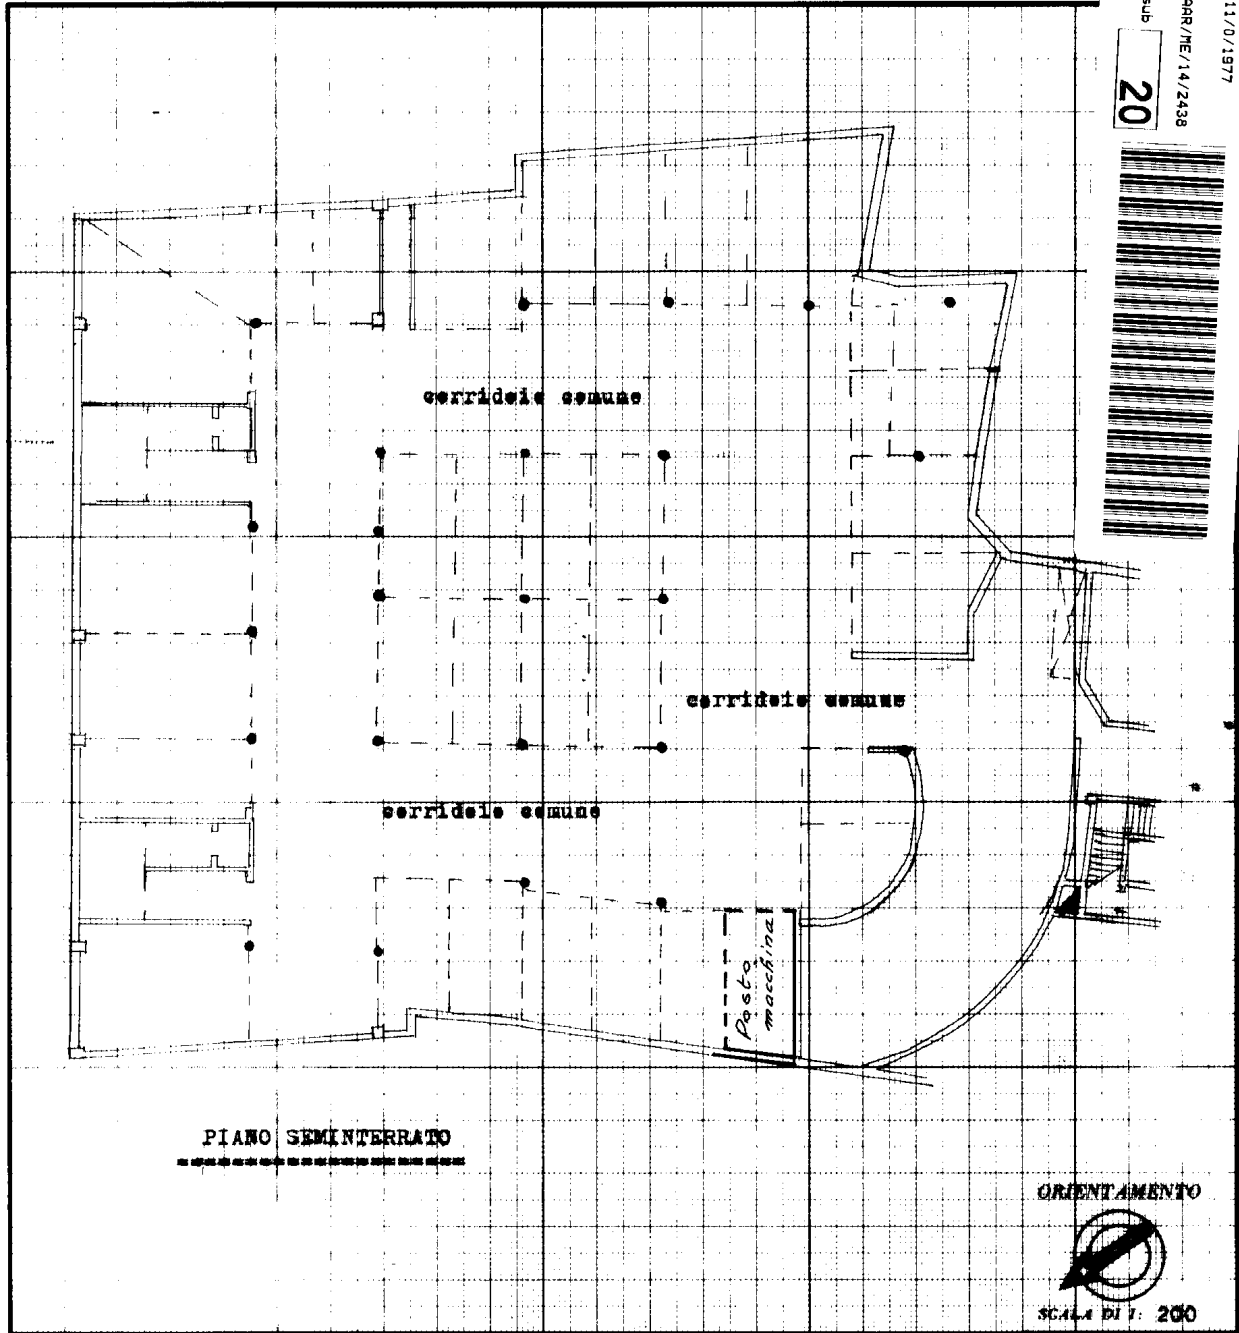 11/0/1977
AAR/ME/14/2438
sub 20
corridoio comune
corridoio comune
corridoio comune
Posto
macchina
PIANO SEMINTERRATO
ORIENTAMENTO
SCALA DI 1: 200